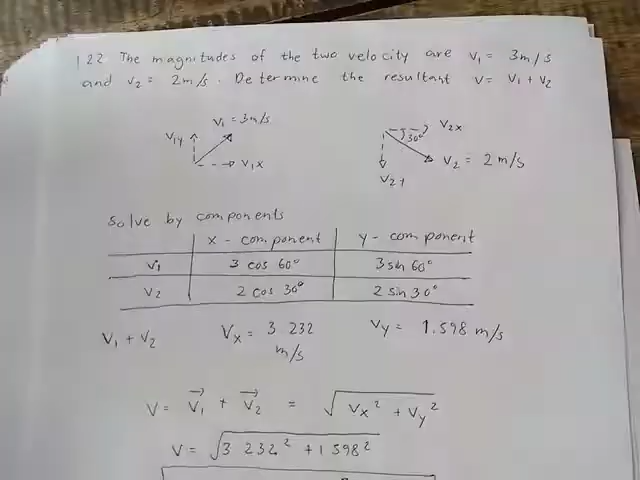 1.22 The magnitudes of the two velocity are V₁ = 3m/s
and V₂ = 2m/s. Determine the resultant V = V₁ + V₂
V₁ = 3m/s
V₁y
V₁x
V₂x
30°
V₂ = 2m/s
V₂y
Solve by components
x - component y - component
V₁ 3 cos 60° 3 sin 60°
V₂ 2 cos 30° 2 sin 30°
V₁ + V₂ Vx = 3.232 m/s Vy = 1.598 m/s
V = V₁ + V₂ = √Vx² + Vy²
V = √3.232² + 1.598²